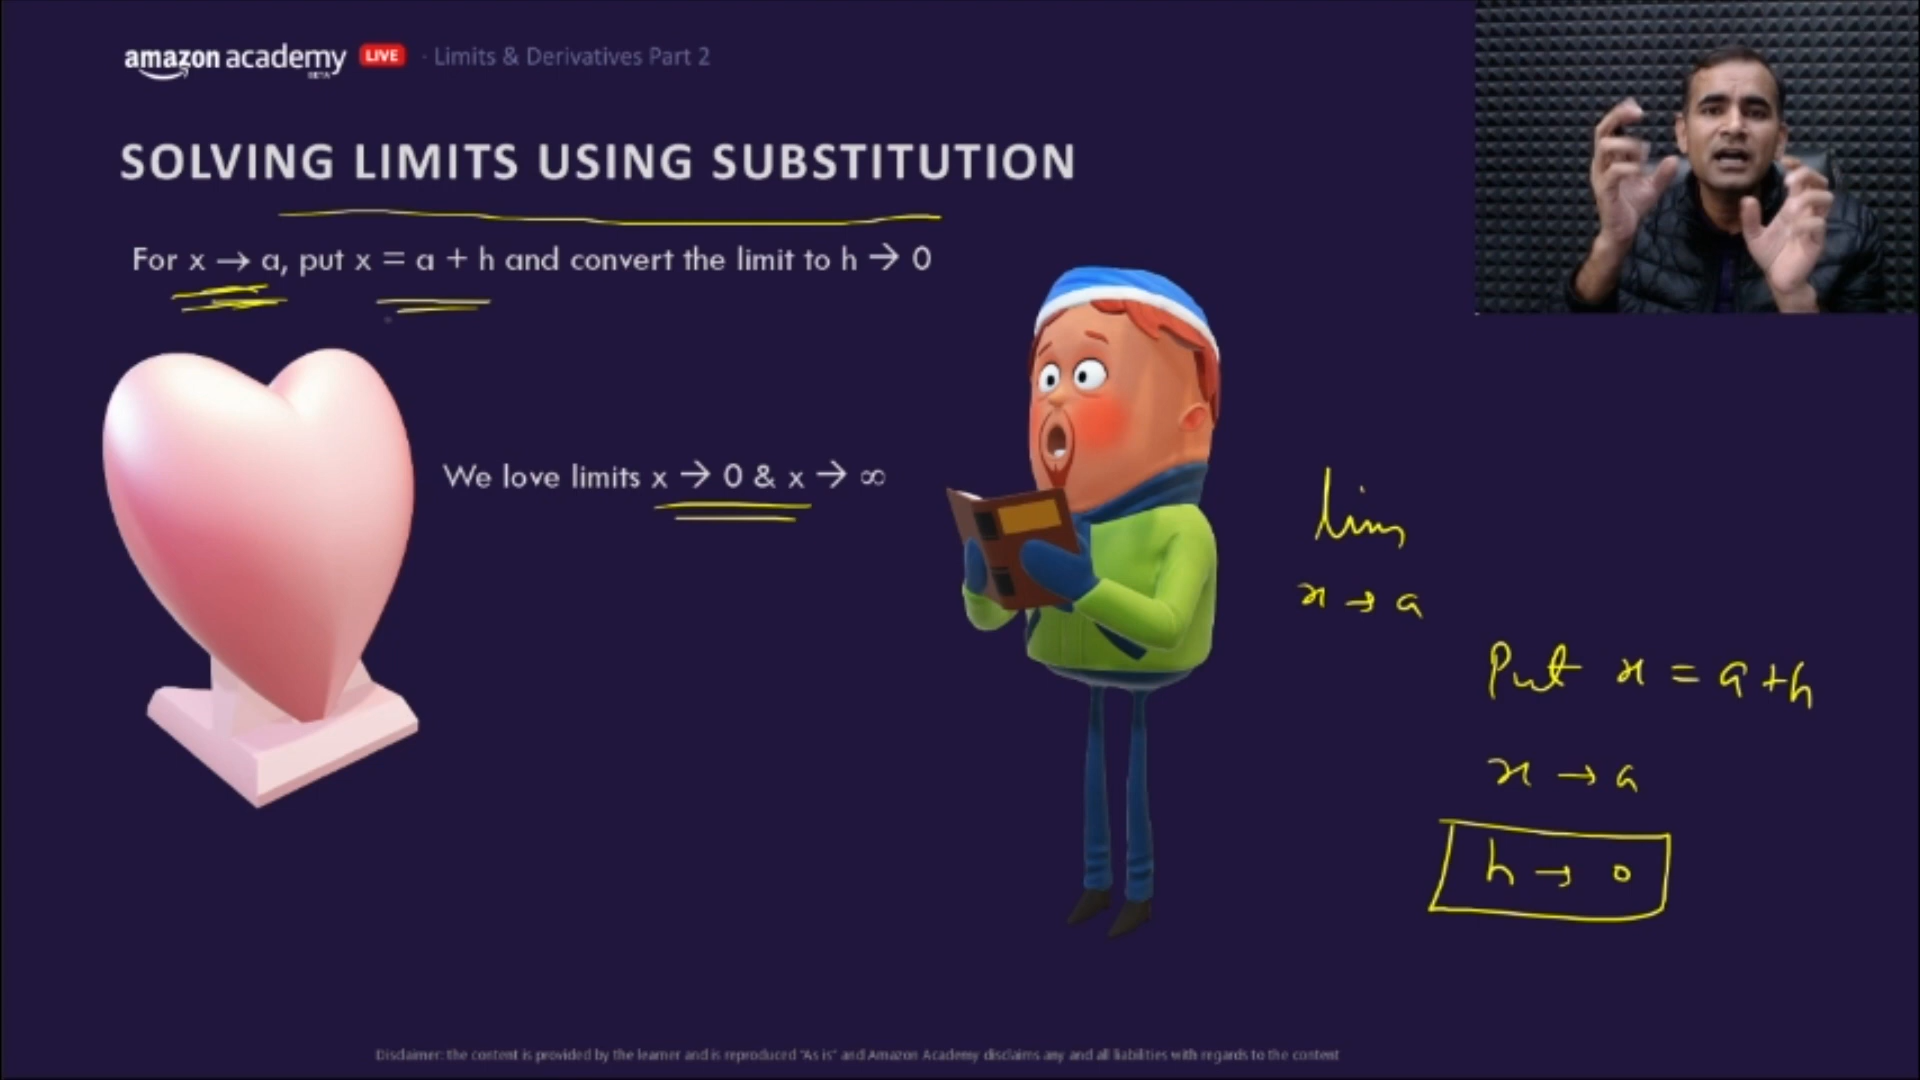 amazon academy LIVE · Limits & Derivatives Part 2
BETA
SOLVING LIMITS USING SUBSTITUTION
For x → a, put x = a + h and convert the limit to h → 0
We love limits x → 0 & x → ∞
lim
x → a
Put x = a + h
x → a
h → 0
Disclaimer: the content is provided by the learner and is reproduced "As is" and Amazon Academy disclaims any and all liabilities with regards to the content